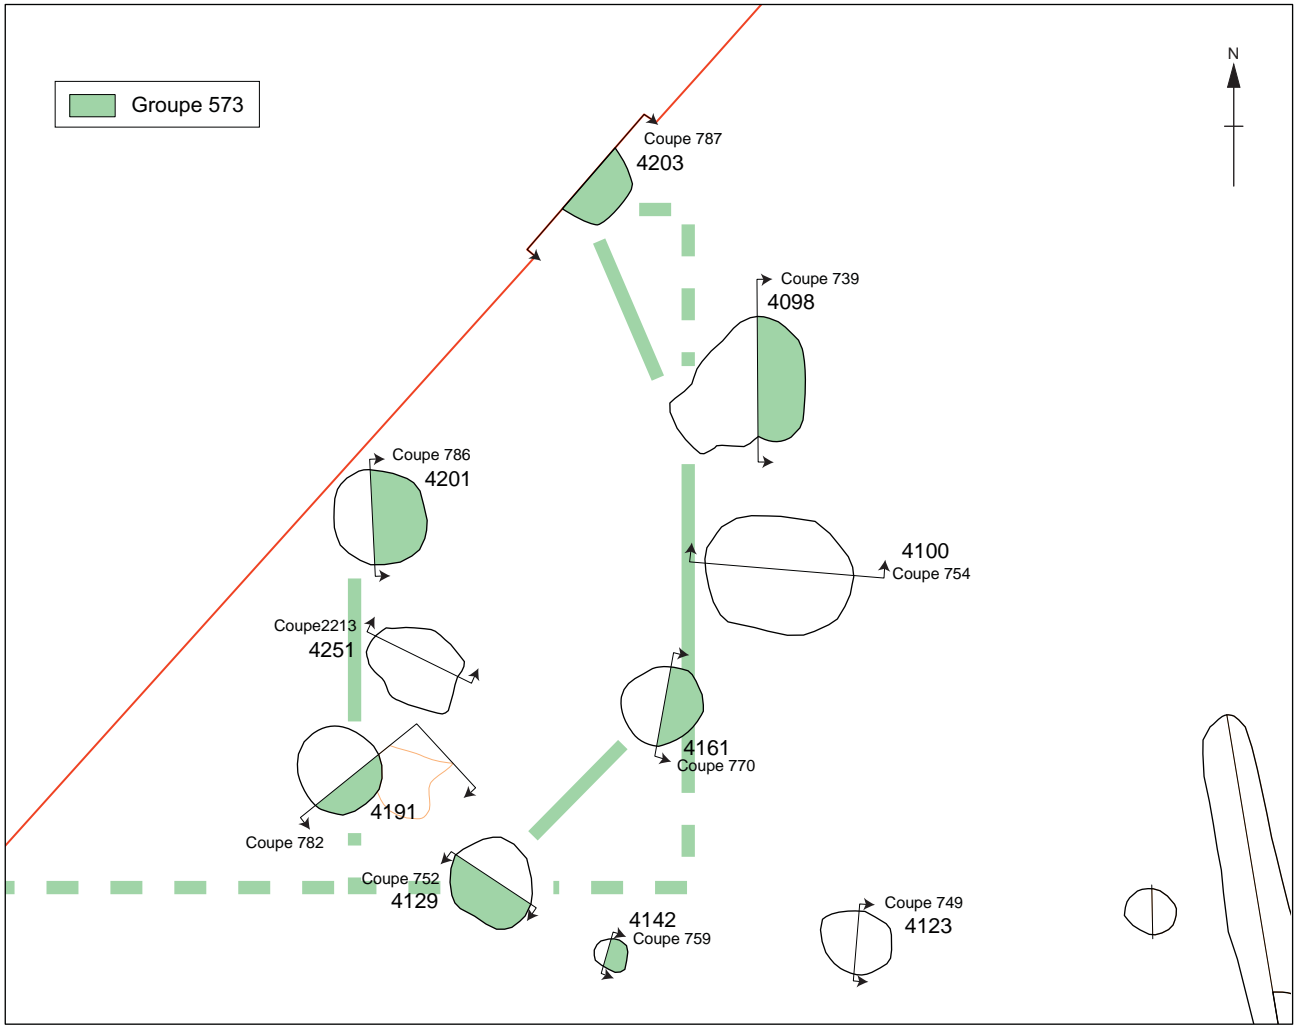 N
Groupe 573
Coupe 787
4203
Coupe 739
4098
Coupe 786
4201
4100
Coupe 754
Coupe2213
4251
4161
Coupe 770
4191
Coupe 782
Coupe 752
4129
4142
Coupe 759
Coupe 749
4123